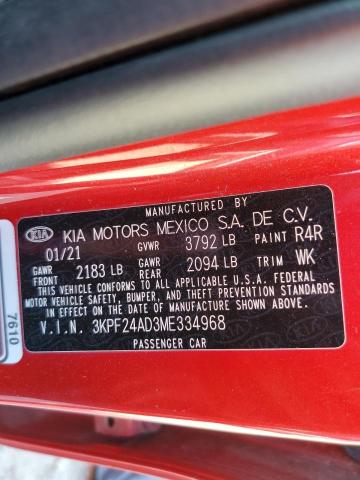 MANUFACTURED BY
KIA KIA MOTORS MEXICO S.A. DE C.V.
01/21 GVWR 3792 LB PAINT R4R
GAWR FRONT 2183 LB GAWR REAR 2094 LB TRIM WK
THIS VEHICLE CONFORMS TO ALL APPLICABLE U.S.A. FEDERAL
MOTOR VEHICLE SAFETY, BUMPER, AND THEFT PREVENTION STANDARDS
IN EFFECT ON THE DATE OF MANUFACTURE SHOWN ABOVE.
V.I.N. 3KPF24AD3ME334968
PASSENGER CAR
7610